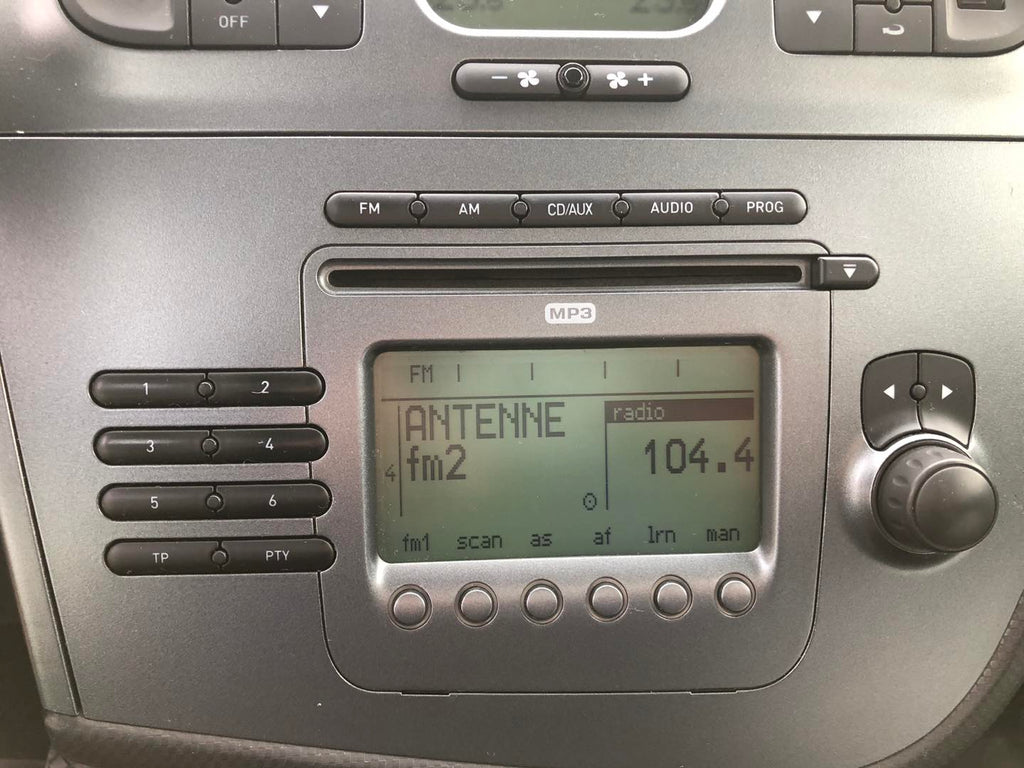 OFF
- +
FM AM CD/AUX AUDIO PROG
MP3
FM
1 2
ANTENNE
radio
3 4
4 fm2
104.4
5 6
fm1 scan as af lrn man
TP PTY